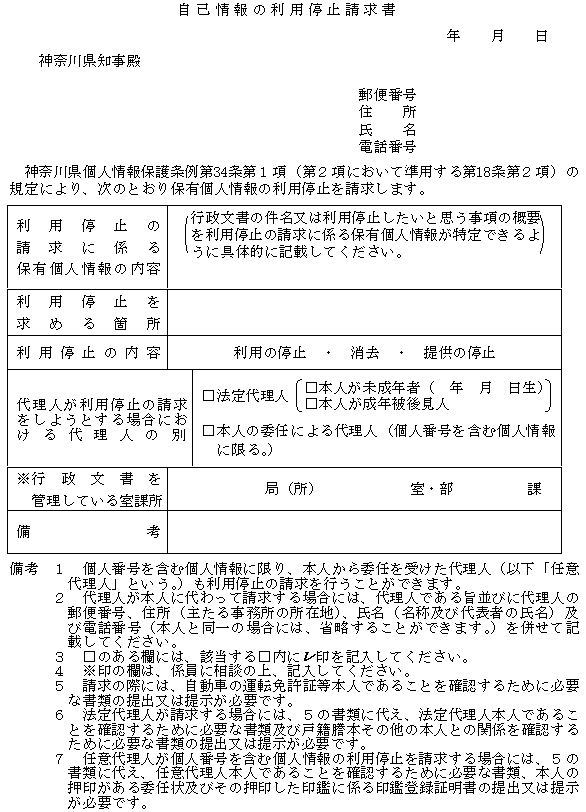 自己情報の利用停止請求書
年　月　日
神奈川県知事殿
郵便番号
住　所
氏　名
電話番号
神奈川県個人情報保護条例第34条第１項（第２項において準用する第18条第２項）の
規定により、次のとおり保有個人情報の利用停止を請求します。
利用停止の
請求に係る
保有個人情報の内容
（行政文書の件名又は利用停止したいと思う事項の概要
を利用停止の請求に係る保有個人情報が特定できるよ
うに具体的に記載してください。）
利用停止を
求める箇所
利用停止の内容
利用の停止　・　消去　・　提供の停止
代理人が利用停止の請求
をしようとする場合にお
ける代理人の別
□法定代理人
□本人が未成年者（　年　月　日生）
□本人が成年被後見人
□本人の委任による代理人（個人番号を含む個人情報
に限る。）
※行政文書を
管理している室課所
局（所）　室・部　課
備考
備考　１　個人番号を含む個人情報に限り、本人から委任を受けた代理人（以下「任意
代理人」という。）も利用停止の請求を行うことができます。
２　代理人が本人に代わって請求する場合には、代理人である旨並びに代理人の
郵便番号、住所（主たる事務所の所在地）、氏名（名称及び代表者の氏名）及
び電話番号（本人と同一の場合には、省略することができます。）を併せて記
載してください。
３　□のある欄には、該当する□内にレ印を記入してください。
４　※印の欄は、係員に相談の上、記入してください。
５　請求の際には、自動車の運転免許証等本人であることを確認するために必要
な書類の提出又は提示が必要です。
６　法定代理人が請求する場合には、５の書類に代え、法定代理人本人であるこ
とを確認するために必要な書類及び戸籍謄本その他の本人との関係を確認する
ために必要な書類の提出又は提示が必要です。
７　任意代理人が個人番号を含む個人情報の利用停止を請求する場合には、５の
書類に代え、任意代理人本人であることを確認するために必要な書類、本人の
押印がある委任状及びその押印した印鑑に係る印鑑登録証明書の提出又は提示
が必要です。